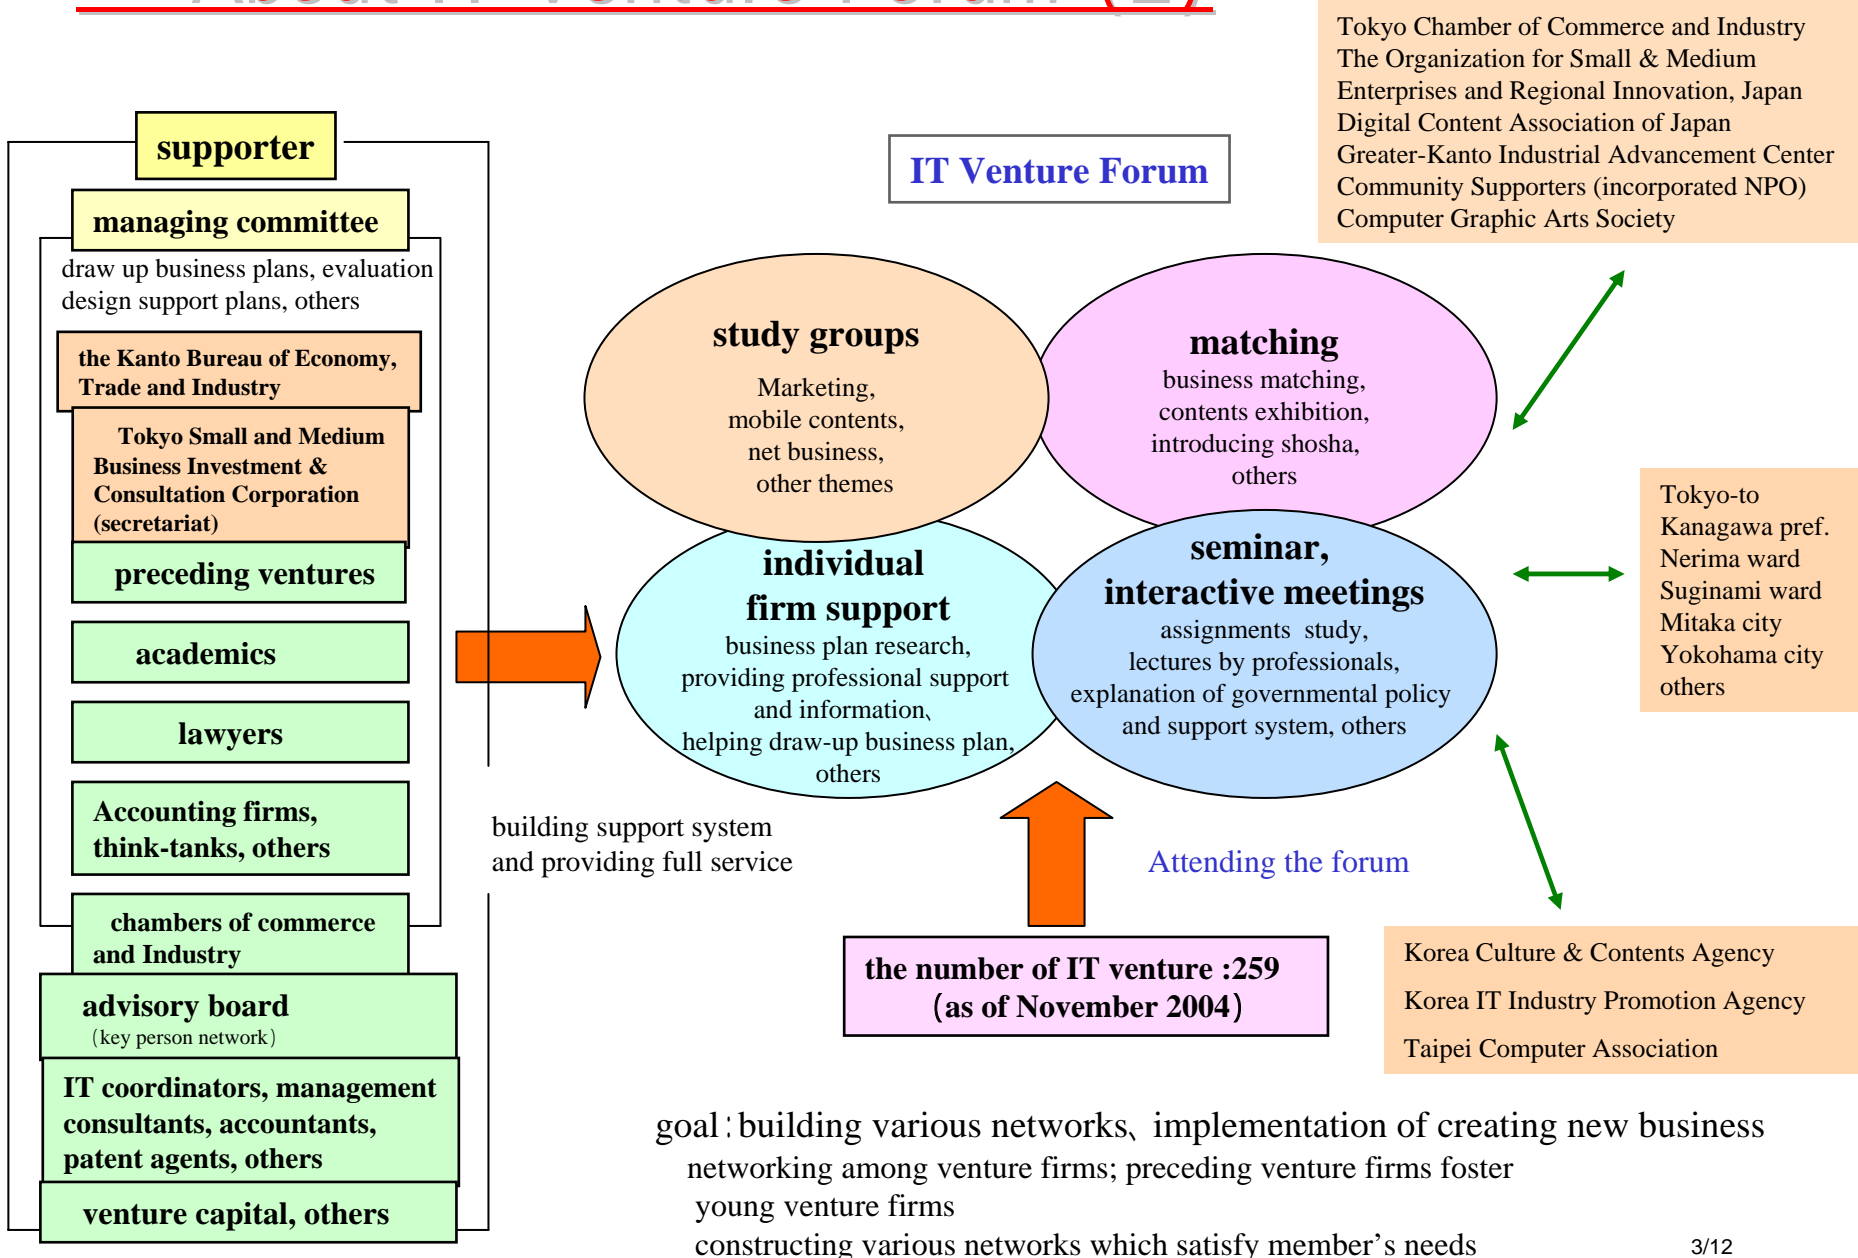 About IT Venture Forum (2)
Tokyo Chamber of Commerce and Industry
The Organization for Small & Medium
Enterprises and Regional Innovation, Japan
Digital Content Association of Japan
Greater-Kanto Industrial Advancement Center
Community Supporters (incorporated NPO)
Computer Graphic Arts Society
supporter
managing committee
draw up business plans, evaluation
design support plans, others
the Kanto Bureau of Economy,
Trade and Industry
Tokyo Small and Medium
Business Investment &
Consultation Corporation
(secretariat)
preceding ventures
academics
lawyers
Accounting firms,
think-tanks, others
chambers of commerce
and Industry
advisory board
(key person network)
IT coordinators, management
consultants, accountants,
patent agents, others
venture capital, others
building support system
and providing full service
IT Venture Forum
study groups
Marketing,
mobile contents,
net business,
other themes
matching
business matching,
contents exhibition,
introducing shosha,
others
individual
firm support
business plan research,
providing professional support
and information、
helping draw-up business plan,
others
seminar,
interactive meetings
assignments study,
lectures by professionals,
explanation of governmental policy
and support system, others
Attending the forum
the number of IT venture :259
(as of November 2004)
Tokyo-to
Kanagawa pref.
Nerima ward
Suginami ward
Mitaka city
Yokohama city
others
Korea Culture & Contents Agency
Korea IT Industry Promotion Agency
Taipei Computer Association
goal：building various networks、implementation of creating new business
networking among venture firms; preceding venture firms foster
young venture firms
constructing various networks which satisfy member's needs
3/12